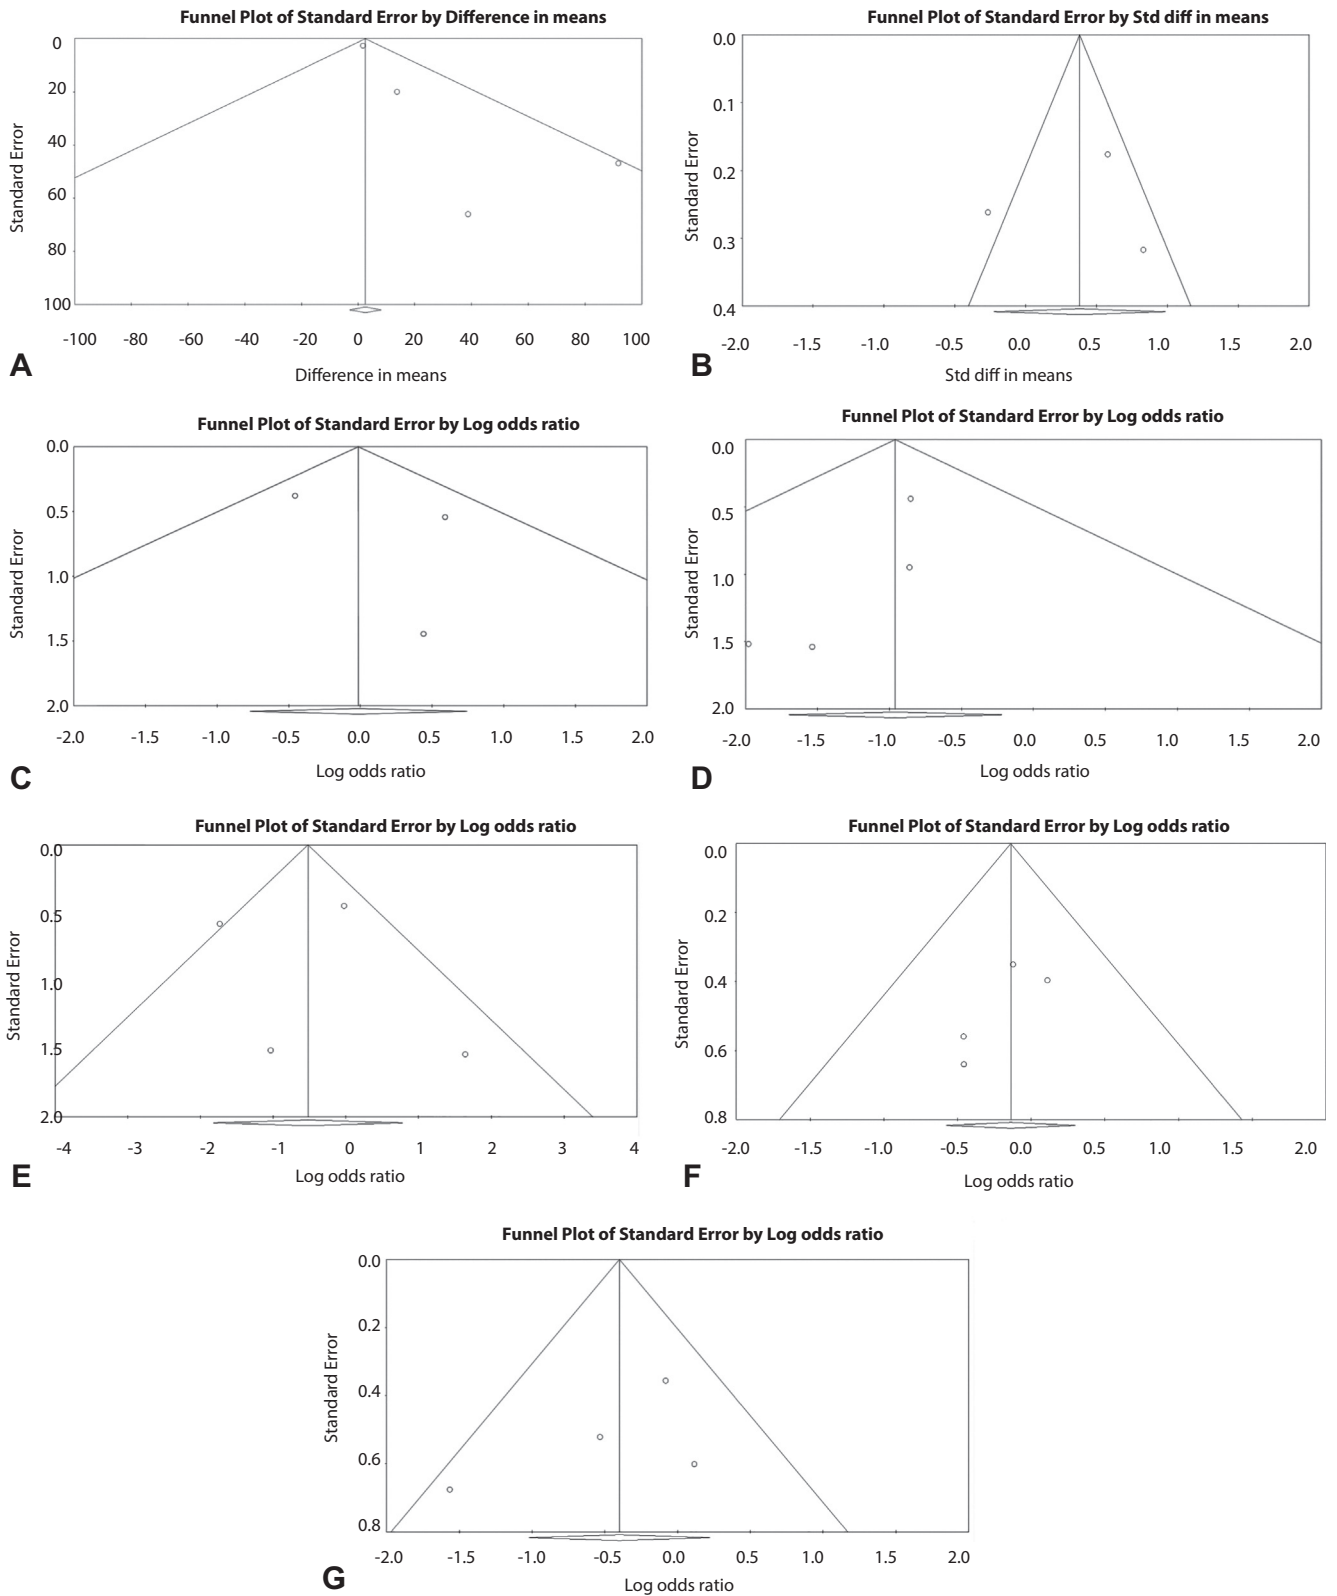 Funnel Plot of Standard Error by Difference in means
0
20
40
60
80
100
Standard Error
-100 -80 -60 -40 -20 0 20 40 60 80 100
Difference in means
A
Funnel Plot of Standard Error by Std diff in means
0.0
0.1
0.2
0.3
0.4
Standard Error
-2.0 -1.5 -1.0 -0.5 0.0 0.5 1.0 1.5 2.0
Std diff in means
B
Funnel Plot of Standard Error by Log odds ratio
0.0
0.5
1.0
1.5
2.0
Standard Error
-2.0 -1.5 -1.0 -0.5 0.0 0.5 1.0 1.5 2.0
Log odds ratio
C
Funnel Plot of Standard Error by Log odds ratio
0.0
0.5
1.0
1.5
2.0
Standard Error
-2.0 -1.5 -1.0 -0.5 0.0 0.5 1.0 1.5 2.0
Log odds ratio
D
Funnel Plot of Standard Error by Log odds ratio
0.0
0.5
1.0
1.5
2.0
Standard Error
-4 -3 -2 -1 0 1 2 3 4
Log odds ratio
E
Funnel Plot of Standard Error by Log odds ratio
0.0
0.2
0.4
0.6
0.8
Standard Error
-2.0 -1.5 -1.0 -0.5 0.0 0.5 1.0 1.5 2.0
Log odds ratio
F
Funnel Plot of Standard Error by Log odds ratio
0.0
0.2
0.4
0.6
0.8
Standard Error
-2.0 -1.5 -1.0 -0.5 0.0 0.5 1.0 1.5 2.0
Log odds ratio
G